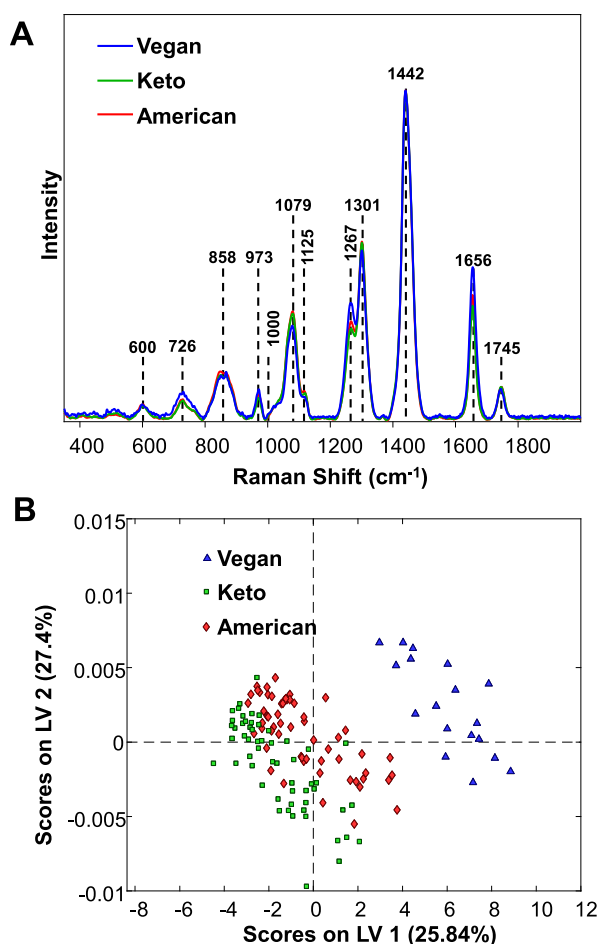 A
Vegan
Keto
American
600
726
858
973
1000
1079
1125
1267
1301
1442
1656
1745
Intensity
400 600 800 1000 1200 1400 1600 1800
Raman Shift (cm-1)
B
Vegan
Keto
American
0.015
0.01
0.005
0
-0.005
-0.01
Scores on LV 2 (27.4%)
-8 -6 -4 -2 0 2 4 6 8 10 12
Scores on LV 1 (25.84%)